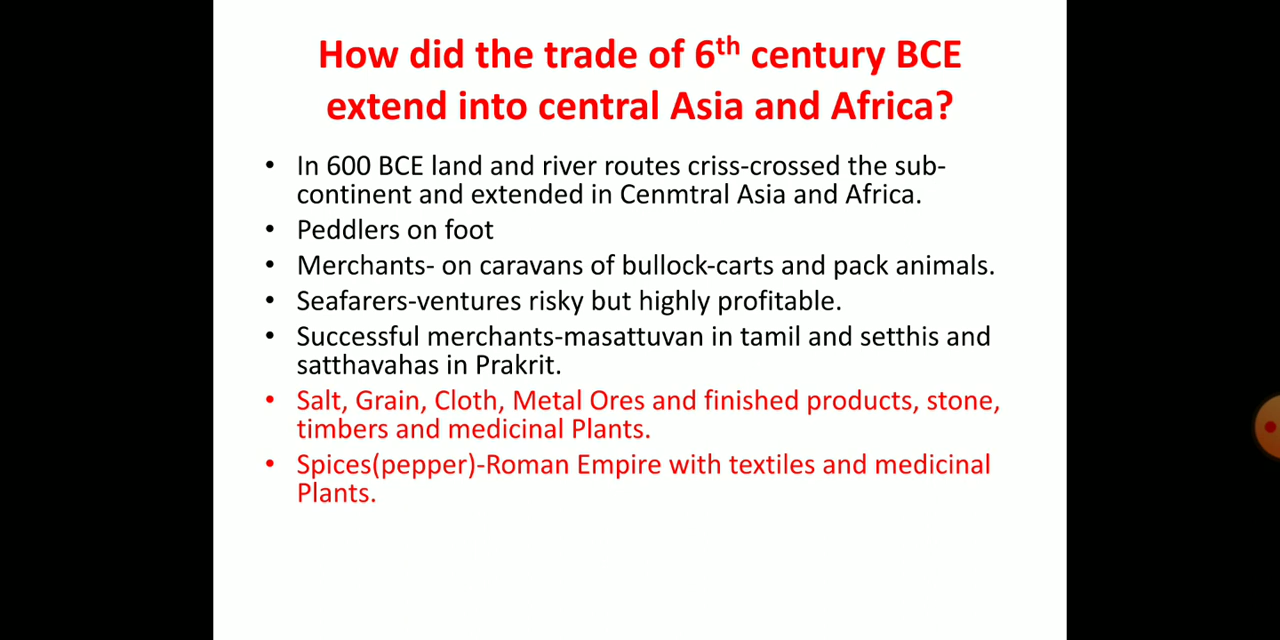 How did the trade of 6th century BCE
extend into central Asia and Africa?
• In 600 BCE land and river routes criss-crossed the sub-
continent and extended in Cenmtral Asia and Africa.
• Peddlers on foot
• Merchants- on caravans of bullock-carts and pack animals.
• Seafarers-ventures risky but highly profitable.
• Successful merchants-masattuvan in tamil and setthis and
satthavahas in Prakrit.
• Salt, Grain, Cloth, Metal Ores and finished products, stone,
timbers and medicinal Plants.
• Spices(pepper)-Roman Empire with textiles and medicinal
Plants.